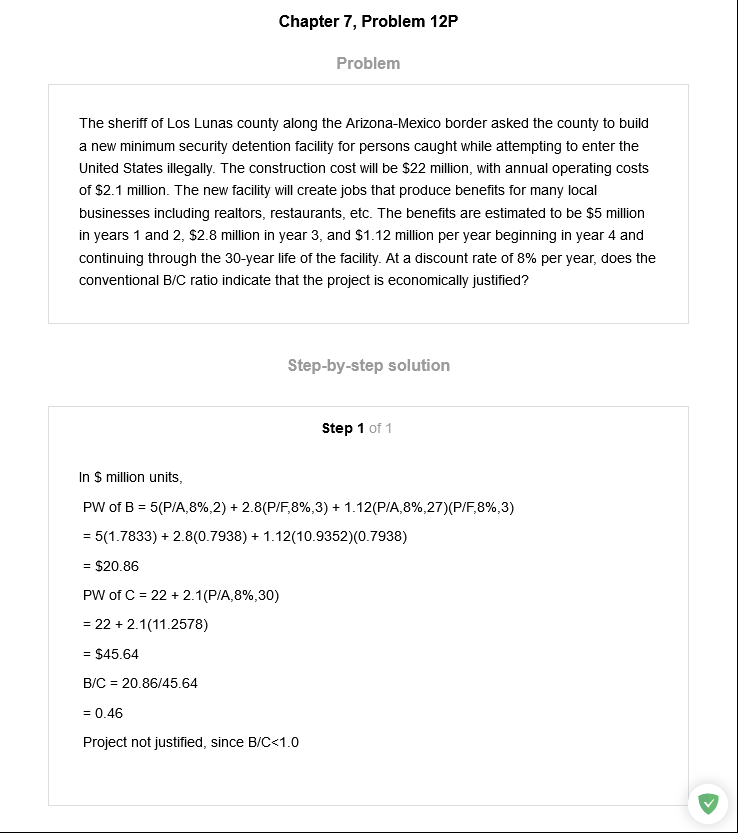 Chapter 7, Problem 12P
Problem
The sheriff of Los Lunas county along the Arizona-Mexico border asked the county to build
a new minimum security detention facility for persons caught while attempting to enter the
United States illegally. The construction cost will be $22 million, with annual operating costs
of $2.1 million. The new facility will create jobs that produce benefits for many local
businesses including realtors, restaurants, etc. The benefits are estimated to be $5 million
in years 1 and 2, $2.8 million in year 3, and $1.12 million per year beginning in year 4 and
continuing through the 30-year life of the facility. At a discount rate of 8% per year, does the
conventional B/C ratio indicate that the project is economically justified?
Step-by-step solution
Step 1 of 1
In $ million units,
PW of B = 5(P/A,8%,2) + 2.8(P/F,8%,3) + 1.12(P/A,8%,27)(P/F,8%,3)
= 5(1.7833) + 2.8(0.7938) + 1.12(10.9352)(0.7938)
= $20.86
PW of C = 22 + 2.1(P/A,8%,30)
= 22 + 2.1(11.2578)
= $45.64
B/C = 20.86/45.64
= 0.46
Project not justified, since B/C<1.0